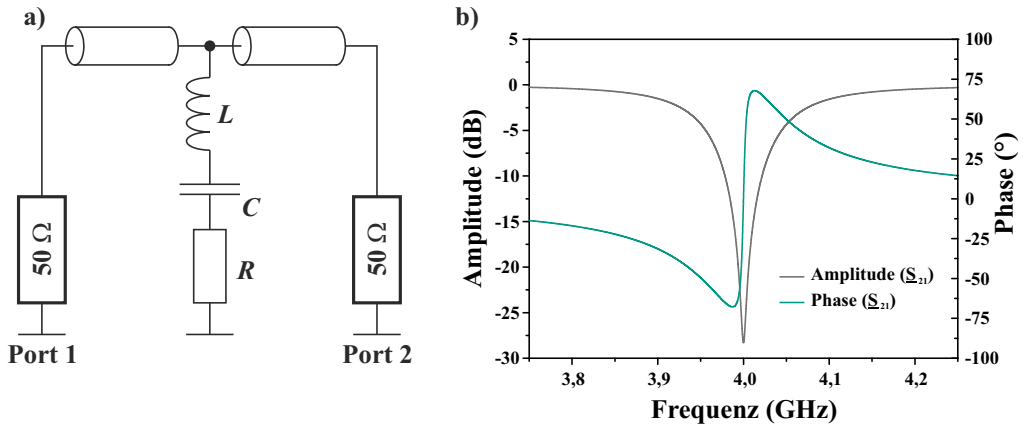 a)
L
C
R
50 Ω
50 Ω
Port 1
Port 2
b)
Amplitude (dB)
5
0
-5
-10
-15
-20
-25
-30
Phase (°)
100
75
50
25
0
-25
-50
-75
-100
Amplitude (S21)
Phase (S21)
3,8
3,9
4,0
4,1
4,2
Frequenz (GHz)